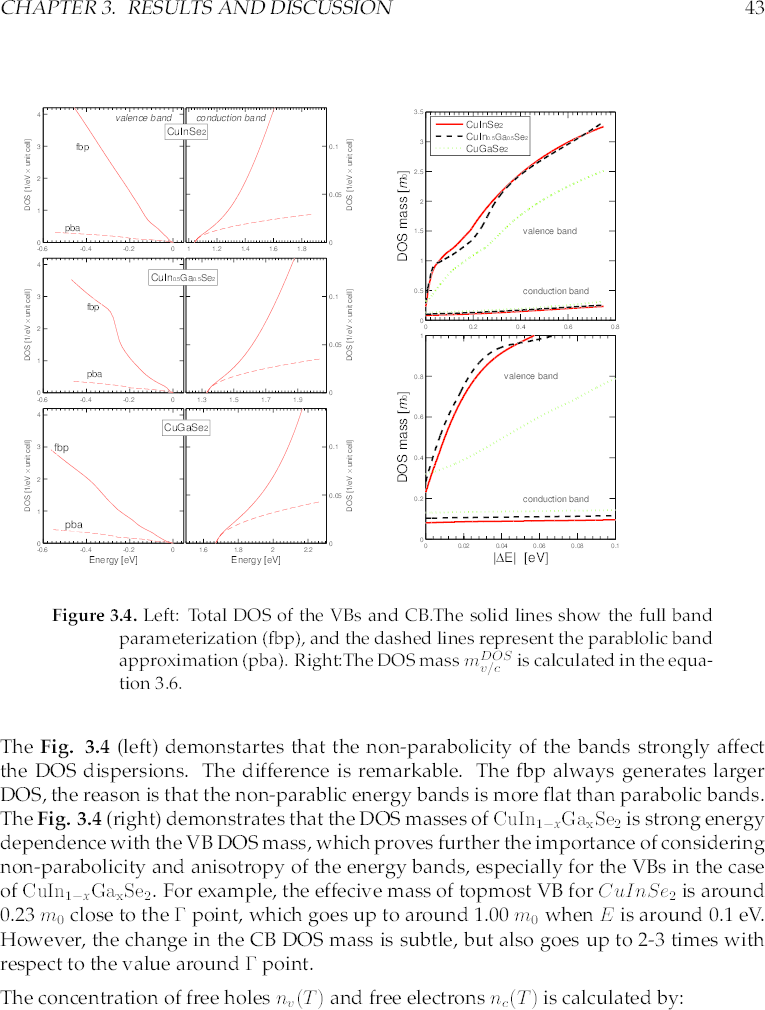 CHAPTER 3. RESULTS AND DISCUSSION 43
valence band conduction band
CuInSe2
fbp
pba
DOS [1/eV × unit cell]
4
3
2
1
0
-0.6 -0.4 -0.2 0
1 1.2 1.4 1.6 1.8
0.1
0.05
0
DOS [1/eV × unit cell]
CuIn0.5Ga0.5Se2
fbp
pba
DOS [1/eV × unit cell]
4
3
2
1
0
-0.6 -0.4 -0.2 0
1.3 1.5 1.7 1.9
0.1
0
DOS [1/eV × unit cell]
CuGaSe2
fbp
pba
DOS [1/eV × unit cell]
4
3
2
1
0
-0.6 -0.4 -0.2 0
1.6 1.8 2 2.2
0.1
0.05
0
DOS [1/eV × unit cell]
Energy [eV] Energy [eV]
CuInSe2
CuIn0.5Ga0.5Se2
CuGaSe2
DOS mass [m0]
3.5
3
2.5
2
1.5
1
0.5
0
valence band
conduction band
0 0.2 0.4 0.6 0.8
DOS mass [m0]
1
0.8
0.6
0.4
0.2
0
valence band
conduction band
0 0.02 0.04 0.06 0.08 0.1
|ΔE| [eV]
Figure 3.4. Left: Total DOS of the VBs and CB.The solid lines show the full band
parameterization (fbp), and the dashed lines represent the parablolic band
approximation (pba). Right:The DOS mass m_{v/c}^{DOS} is calculated in the equa-
tion 3.6.
The Fig. 3.4 (left) demonstartes that the non-parabolicity of the bands strongly affect
the DOS dispersions. The difference is remarkable. The fbp always generates larger
DOS, the reason is that the non-parablic energy bands is more flat than parabolic bands.
The Fig. 3.4 (right) demonstrates that the DOS masses of CuIn1−xGaxSe2 is strong energy
dependence with the VB DOS mass, which proves further the importance of considering
non-parabolicity and anisotropy of the energy bands, especially for the VBs in the case
of CuIn1−xGaxSe2. For example, the effecive mass of topmost VB for CuInSe2 is around
0.23 m0 close to the Γ point, which goes up to around 1.00 m0 when E is around 0.1 eV.
However, the change in the CB DOS mass is subtle, but also goes up to 2-3 times with
respect to the value around Γ point.
The concentration of free holes nv(T) and free electrons nc(T) is calculated by: